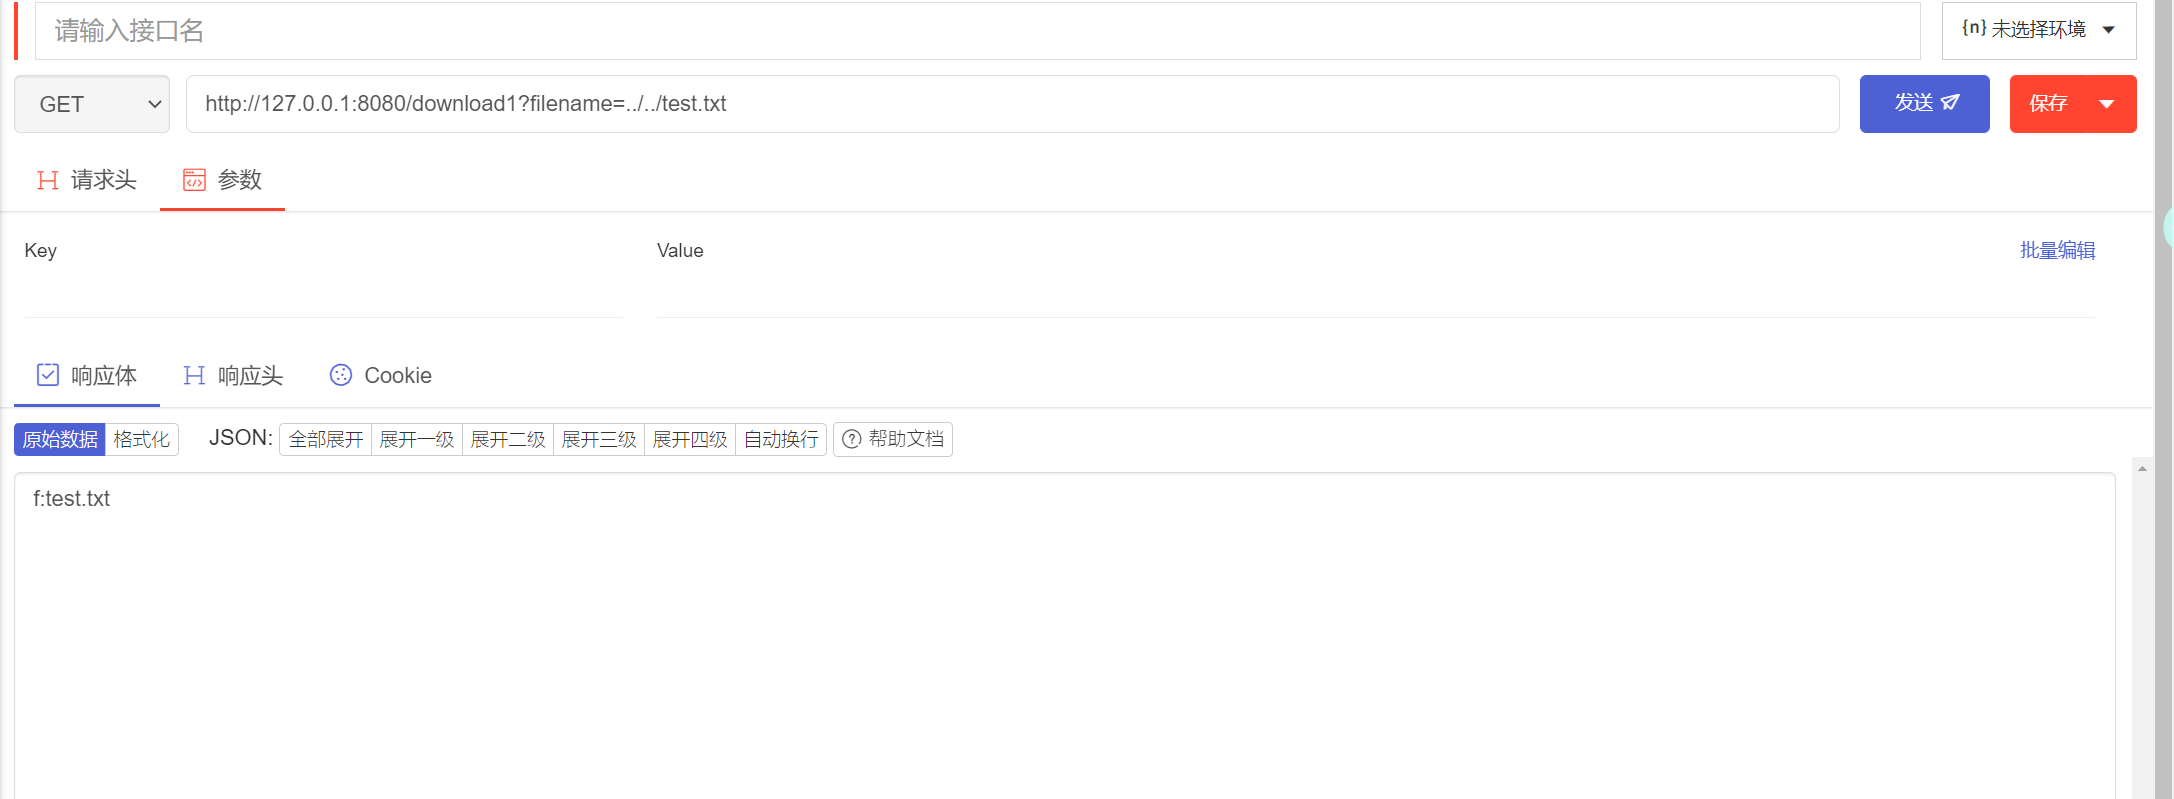 请输入接口名
{n} 未选择环境
GET
http://127.0.0.1:8080/download1?filename=../../test.txt
发送
保存
请求头
参数
Key
Value
批量编辑
响应体
响应头
Cookie
原始数据
格式化
JSON:
全部展开
展开一级
展开二级
展开三级
展开四级
自动换行
帮助文档
f:test.txt